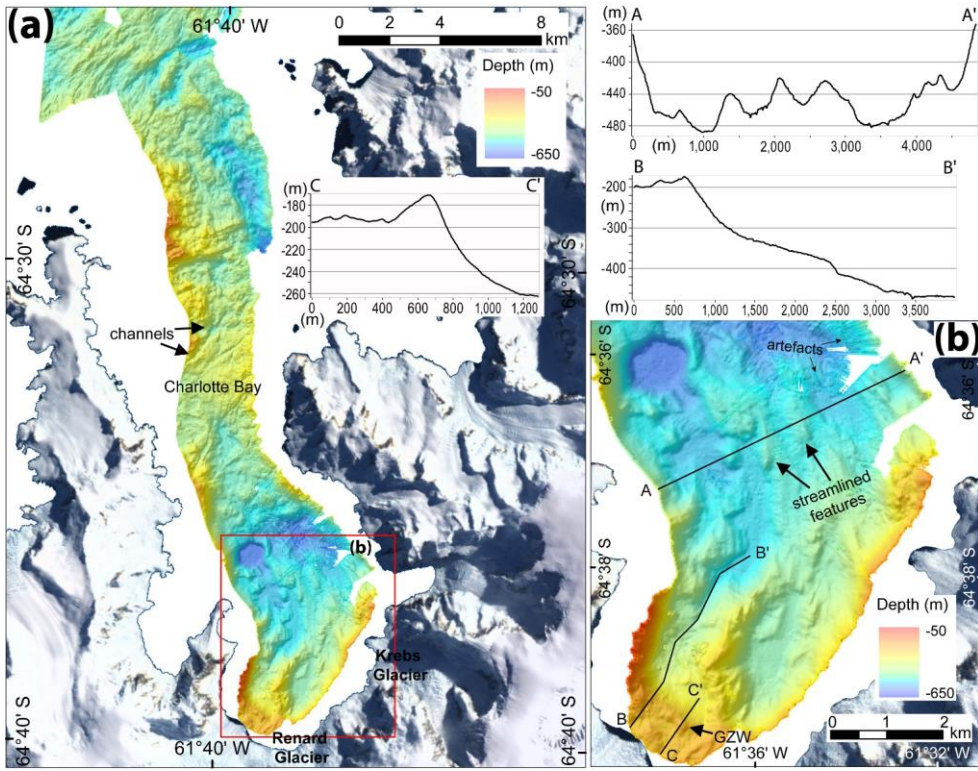 (a)
61°40' W
0 2 4 8
km
Depth (m)
-50
-650
(m) C C'
-180
-200
-220
-240
-260
0 200 400 600 800 1,000 1,200
(m)
64°30' S
64°30' S
channels
Charlotte Bay
(b)
Krebs
Glacier
Renard
Glacier
64°40' S
64°40' S
61°40' W
(m) A A'
-360
-400
-440
-480
(m) 1,000 2,000 3,000 4,000
B B'
(m)
-200
(m)
-300
-400
(m) 0 500 1,000 1,500 2,000 2,500 3,000 3,500
(b)
64°36' S
64°36' S
artefacts
A'
A
streamlined
features
B'
64°38' S
64°38' S
Depth (m)
-50
-650
C'
B
GZW
C
0 1 2
km
61°36' W
61°32' W